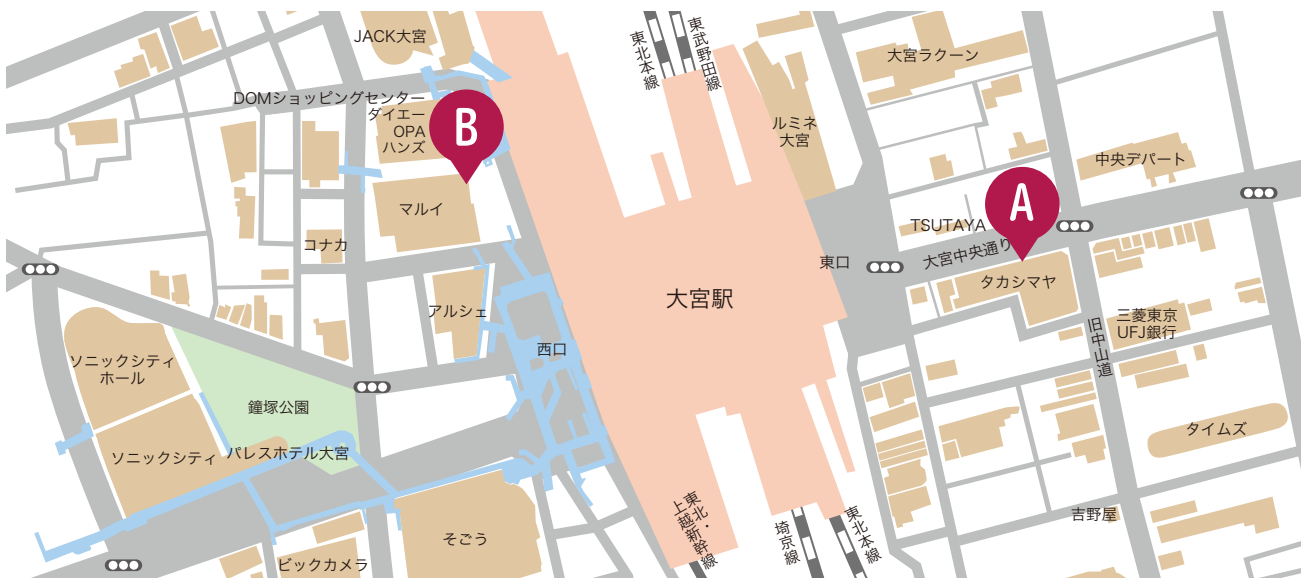 JACK大宮
東北本線
東武野田線
大宮ラクーン
DOMショッピングセンター
ダイエー
OPA
ハンズ
B
ルミネ
大宮
中央デパート
A
マルイ
TSUTAYA
大宮中央通り
コナカ
東口
タカシマヤ
大宮駅
アルシェ
三菱東京
UFJ銀行
旧中山道
西口
ソニックシティ
ホール
鐘塚公園
タイムズ
ソニックシティ
パレスホテル大宮
そごう
ビックカメラ
東北・
上越新幹線
埼京線
東北本線
吉野屋